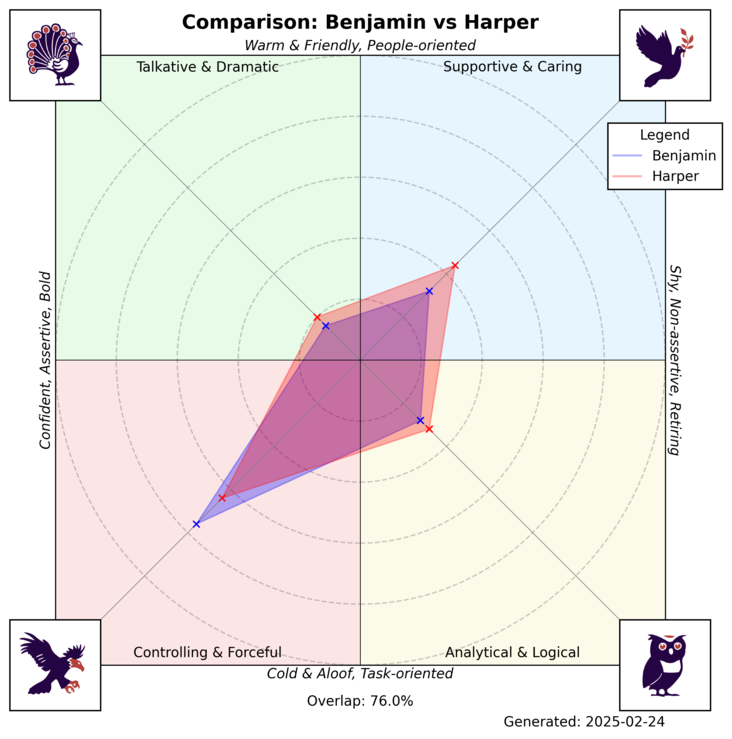 Comparison: Benjamin vs Harper
Warm & Friendly, People-oriented
Talkative & Dramatic
Supportive & Caring
Legend
Benjamin
Harper
Confident, Assertive, Bold
Shy, Non-assertive, Retiring
Controlling & Forceful
Analytical & Logical
Cold & Aloof, Task-oriented
Overlap: 76.0%
Generated: 2025-02-24